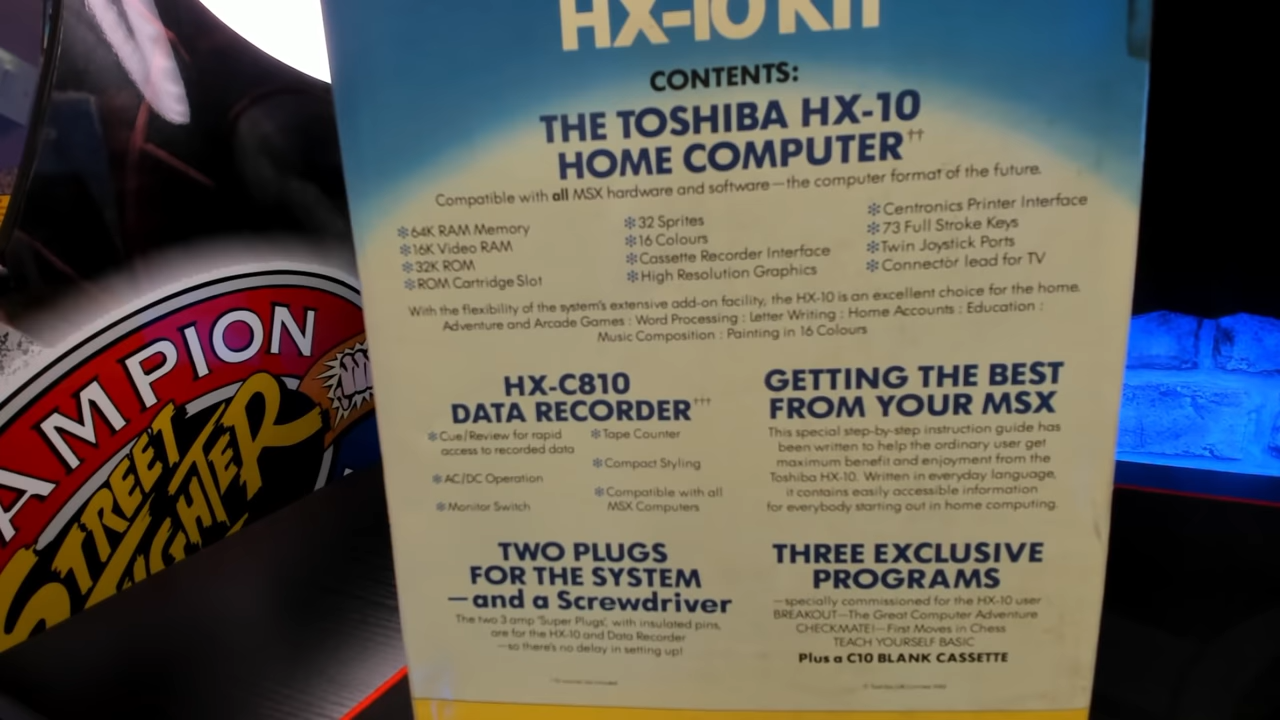 HX-10 KIT
CONTENTS:
THE TOSHIBA HX-10
HOME COMPUTER††
Compatible with all MSX hardware and software—the computer format of the future.
❄64K RAM Memory
❄16K Video RAM
❄32K ROM
❄ROM Cartridge Slot
❄32 Sprites
❄16 Colours
❄Cassette Recorder Interface
❄High Resolution Graphics
❄Centronics Printer Interface
❄73 Full Stroke Keys
❄Twin Joystick Ports
❄Connector lead for TV
With the flexibility of the system's extensive add-on facility, the HX-10 is an excellent choice for the home.
Adventure and Arcade Games : Word Processing : Letter Writing : Home Accounts : Education :
Music Composition : Painting in 16 Colours
HX-C810
DATA RECORDER†††
❄Cue/Review for rapid
access to recorded data
❄AC/DC Operation
❄Monitor Switch
❄Tape Counter
❄Compact Styling
❄Compatible with all
MSX Computers
GETTING THE BEST
FROM YOUR MSX
This special step-by-step instruction guide has
been written to help the ordinary user get
maximum benefit and enjoyment from the
Toshiba HX-10. Written in everyday language,
it contains easily accessible information
for everybody starting out in home computing.
TWO PLUGS
FOR THE SYSTEM
—and a Screwdriver
The two 3 amp 'Super Plugs', with insulated pins,
are for the HX-10 and Data Recorder
—so there's no delay in setting up!
THREE EXCLUSIVE
PROGRAMS
—specially commissioned for the HX-10 user
BREAKOUT—The Great Computer Adventure
CHECKMATE!—First Moves in Chess
TEACH YOURSELF BASIC
Plus a C10 BLANK CASSETTE
AMPION
STREET
FIGHTER